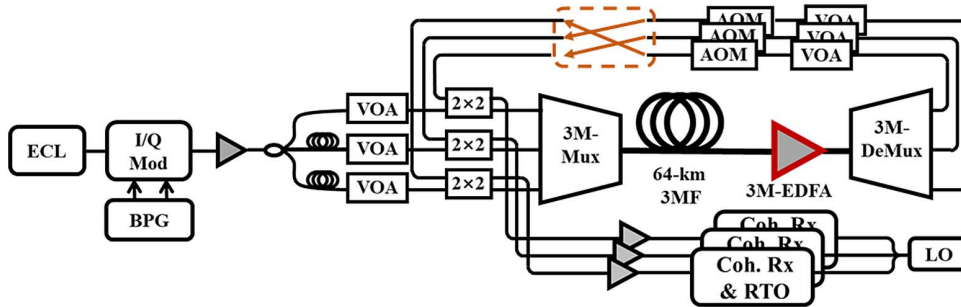 AOM
VOA
AOM
VOA
AOM
VOA
VOA
2×2
ECL
I/Q
Mod
VOA
2×2
3M-
Mux
3M-
DeMux
VOA
2×2
64-km
3MF
3M-EDFA
BPG
Coh. Rx
Coh. Rx
Coh. Rx
& RTO
LO